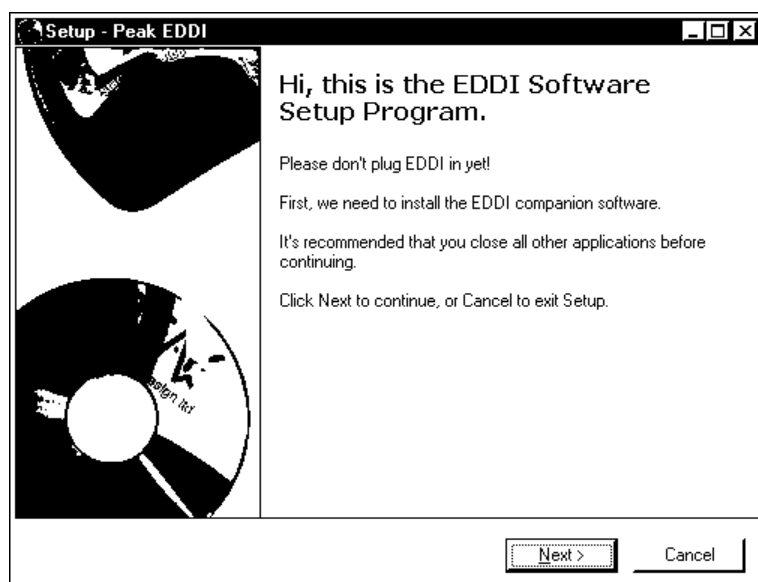 Setup - Peak EDDI
Hi, this is the EDDI Software
Setup Program.
Please don't plug EDDI in yet!
First, we need to install the EDDI companion software.
It's recommended that you close all other applications before
continuing.
Click Next to continue, or Cancel to exit Setup.
esign ltd
Next >
Cancel